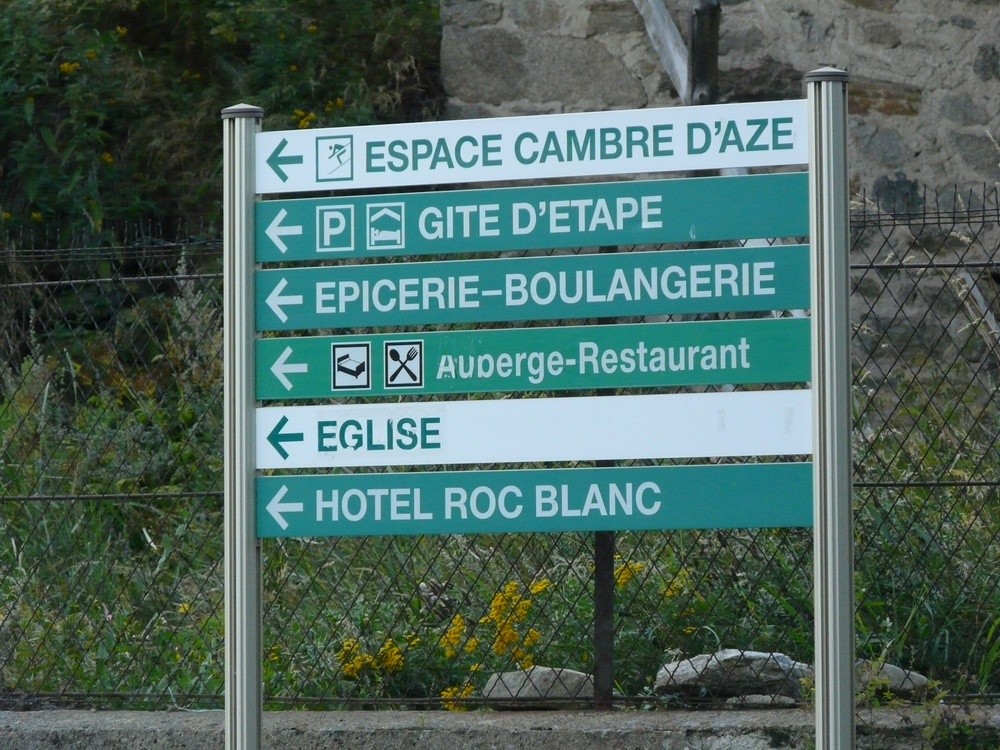 ESPACE CAMBRE D'AZE
P GITE D'ETAPE
EPICERIE-BOULANGERIE
Auberge-Restaurant
EGLISE
HOTEL ROC BLANC